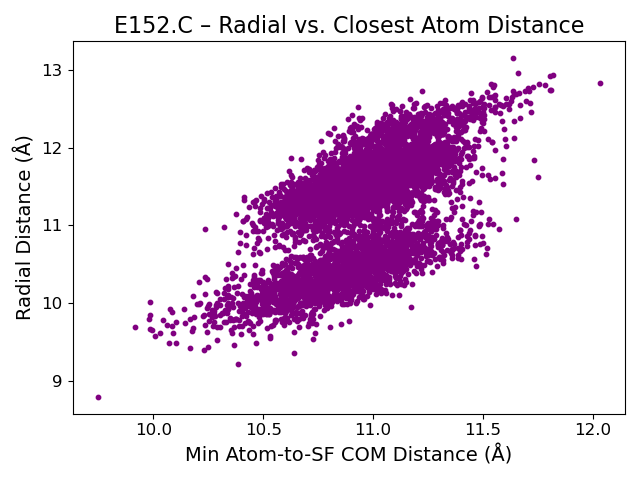 E152.C – Radial vs. Closest Atom Distance
Radial Distance (Å)
13
12
11
10
9
10.0 10.5 11.0 11.5 12.0
Min Atom-to-SF COM Distance (Å)